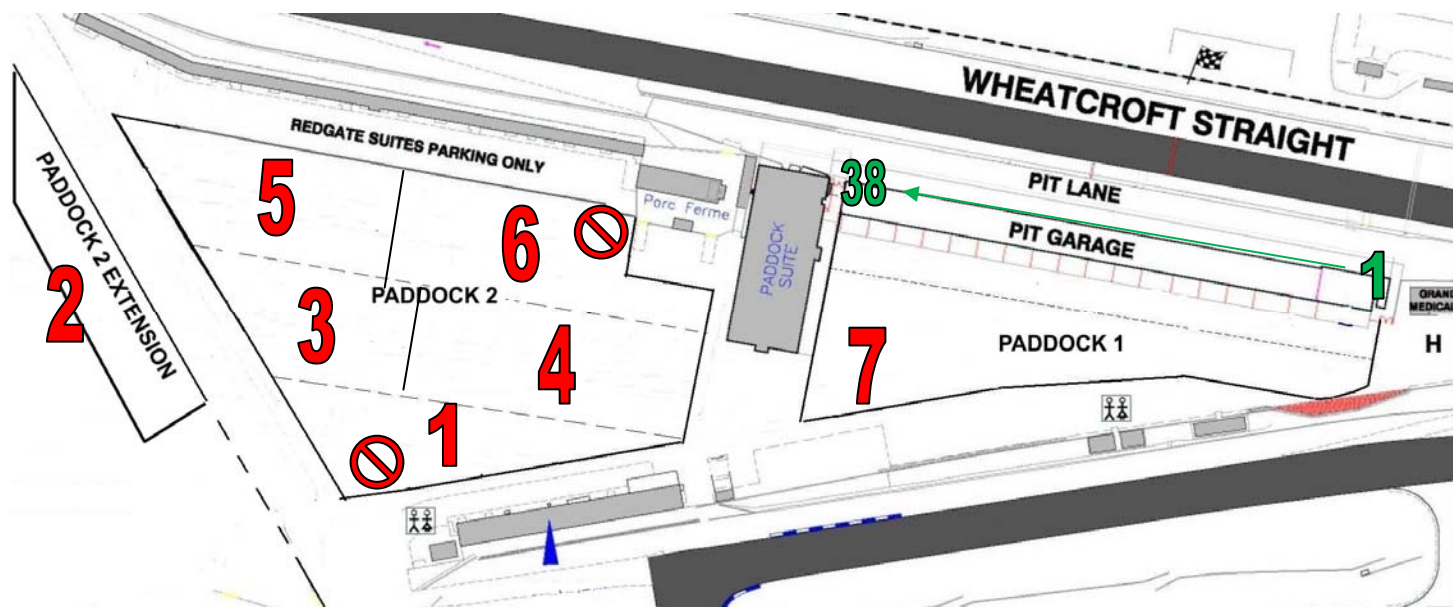 WHEATCROFT STRAIGHT
REDGATE SUITES PARKING ONLY
5
38
PIT LANE
PADDOCK 2 EXTENSION
6
Porc Ferme
PADDOCK
SUITE
PIT GARAGE
1
2
3
PADDOCK 2
4
7
PADDOCK 1
GRAND
MEDICAL
H
1